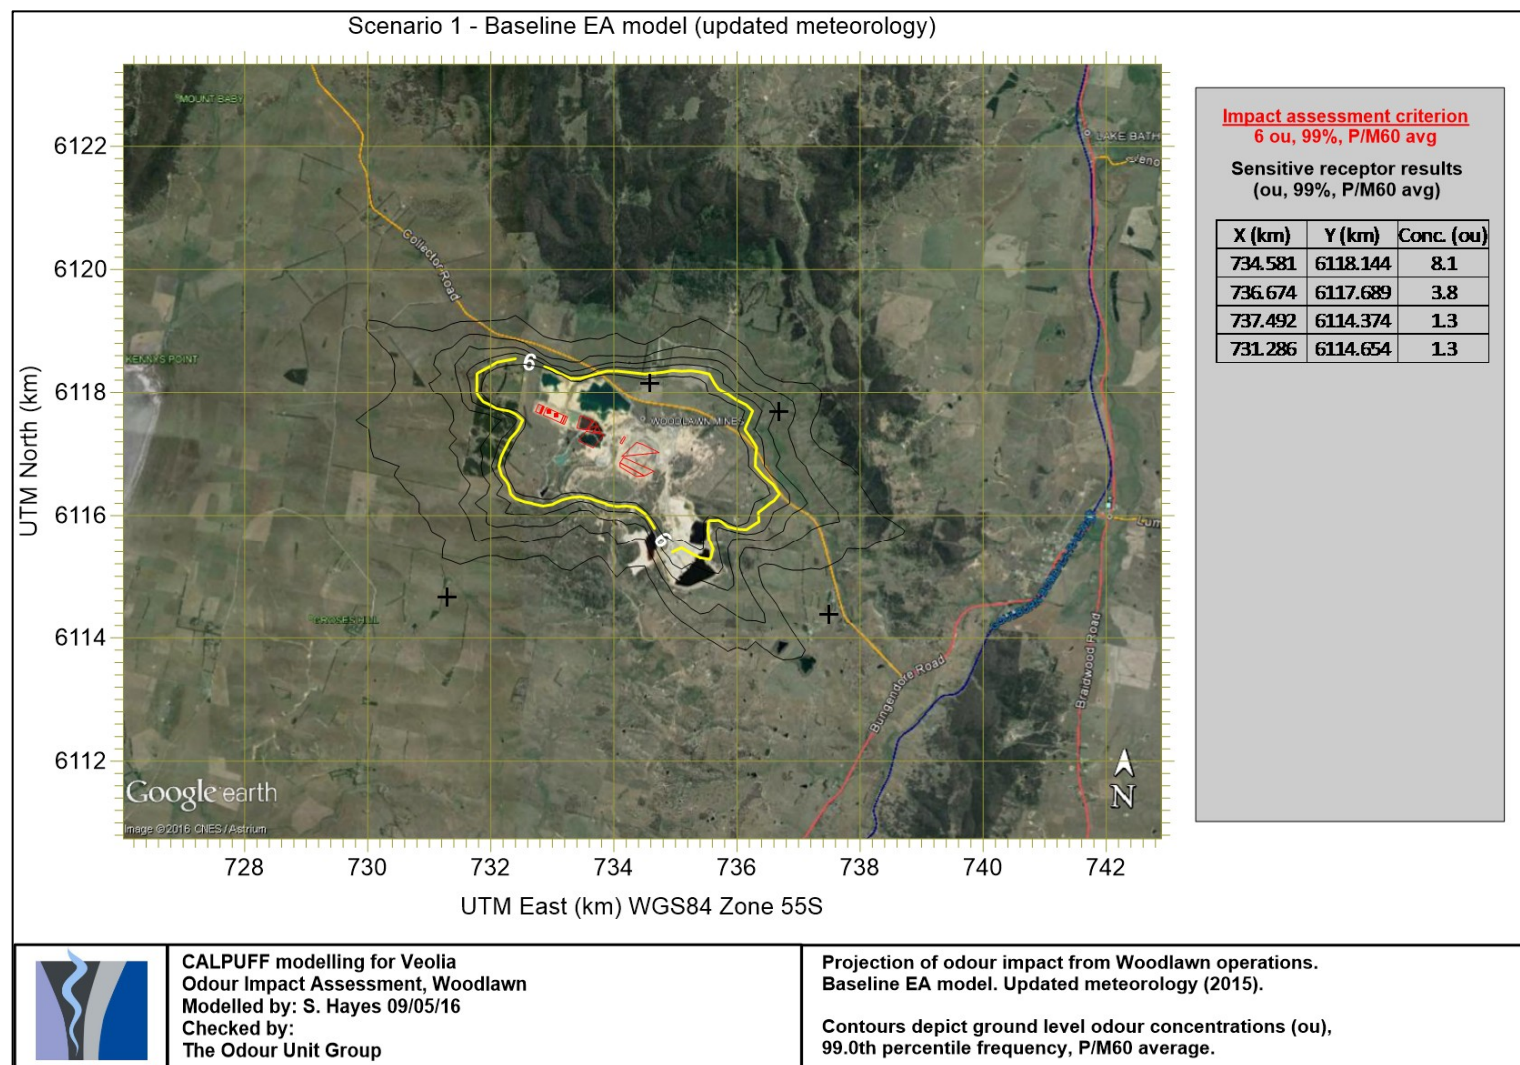 Scenario 1 - Baseline EA model (updated meteorology)
MOUNT BABY
6122
LAKE BATH
Collector Road
6120
KENNYS POINT
6
6118
WOODLAWN MINES
UTM North (km)
6116
6
GROSES HILL
6114
Bungendore Road
Braidwood Road
6112
Google earth
Image © 2016 CNES / Astrium
N
728 730 732 734 736 738 740 742
UTM East (km) WGS84 Zone 55S
Impact assessment criterion
6 ou, 99%, P/M60 avg
Sensitive receptor results
(ou, 99%, P/M60 avg)
X (km) Y (km) Conc. (ou)
734.581 6118.144 8.1
736.674 6117.689 3.8
737.492 6114.374 1.3
731.286 6114.654 1.3
CALPUFF modelling for Veolia
Odour Impact Assessment, Woodlawn
Modelled by: S. Hayes 09/05/16
Checked by:
The Odour Unit Group
Projection of odour impact from Woodlawn operations.
Baseline EA model. Updated meteorology (2015).
Contours depict ground level odour concentrations (ou),
99.0th percentile frequency, P/M60 average.